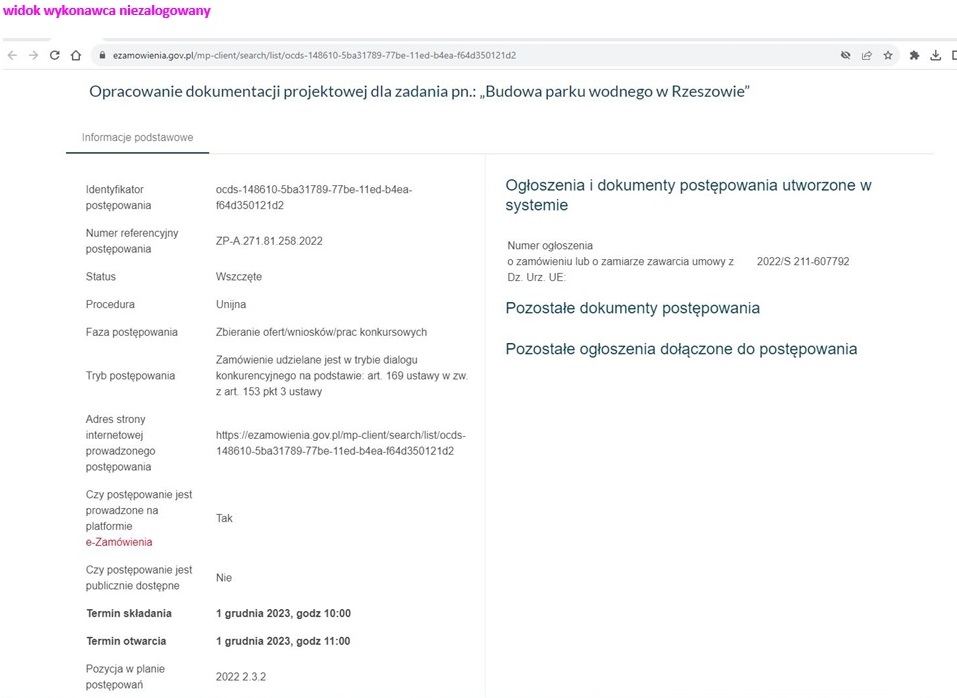 widok wykonawca niezalogowany
ezamowienia.gov.pl/mp-client/search/list/ocds-148610-5ba31789-77be-11ed-b4ea-f64d350121d2
Opracowanie dokumentacji projektowej dla zadania pn.: „Budowa parku wodnego w Rzeszowie”
Informacje podstawowe
Identyfikator
postępowania
ocds-148610-5ba31789-77be-11ed-b4ea-
f64d350121d2
Numer referencyjny
postępowania
ZP-A.271.81.258.2022
Status
Wszczęte
Procedura
Unijna
Faza postępowania
Zbieranie ofert/wniosków/prac konkursowych
Tryb postępowania
Zamówienie udzielane jest w trybie dialogu
konkurencyjnego na podstawie: art. 169 ustawy w zw.
z art. 153 pkt 3 ustawy
Adres strony
internetowej
prowadzonego
postępowania
https://ezamowienia.gov.pl/mp-client/search/list/ocds-
148610-5ba31789-77be-11ed-b4ea-f64d350121d2
Czy postępowanie jest
prowadzone na
platformie
e-Zamówienia
Tak
Czy postępowanie jest
publicznie dostępne
Nie
Termin składania
1 grudnia 2023, godz 10:00
Termin otwarcia
1 grudnia 2023, godz 11:00
Pozycja w planie
postępowań
2022 2.3.2
Ogłoszenia i dokumenty postępowania utworzone w
systemie
Numer ogłoszenia
o zamówieniu lub o zamiarze zawarcia umowy z
Dz. Urz. UE:
2022/S 211-607792
Pozostałe dokumenty postępowania
Pozostałe ogłoszenia dołączone do postępowania